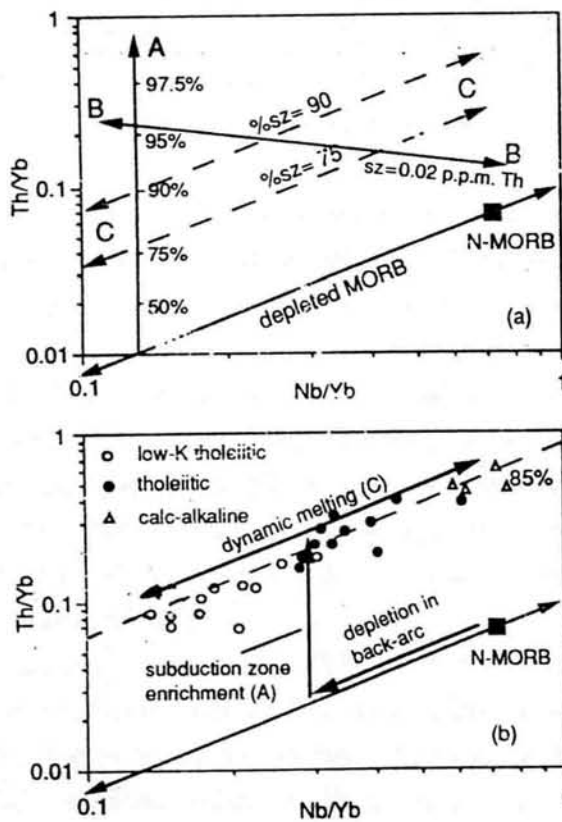 1
A
97.5%
C
B
%sz= 90
95%
%sz= 75
B
sz=0.02 p.p.m. Th
Th/Yb
0.1
90%
C
N-MORB
75%
depleted MORB
50%
(a)
0.01
0.1
Nb/Yb
1
1
low-K tholeiitic
tholeiitic
calc-alkaline
85%
dynamic melting (C)
Th/Yb
0.1
depletion in
back-arc
N-MORB
subduction zone
enrichment (A)
(b)
0.01
0.1
Nb/Yb